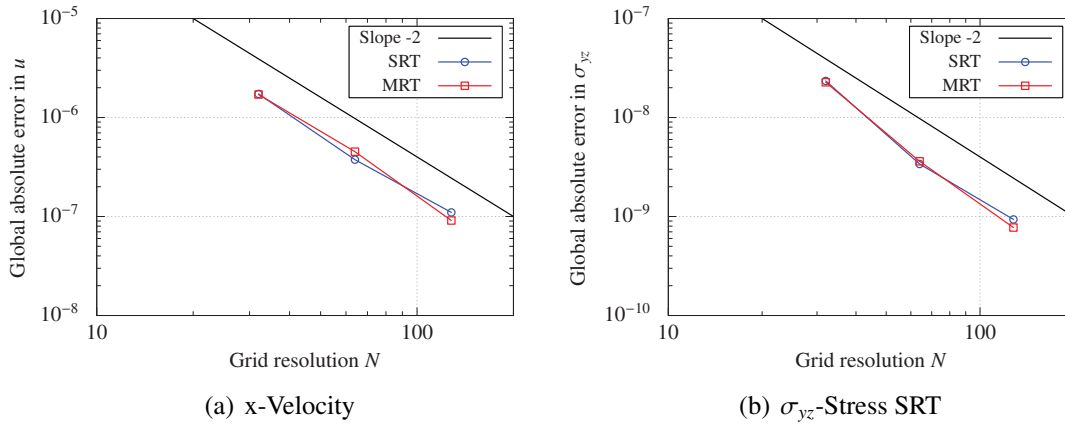 Global absolute error in u
10⁻⁵
10⁻⁶
10⁻⁷
10⁻⁸
Slope -2
SRT
MRT
10
100
Grid resolution N
(a) x-Velocity
Global absolute error in σyz
10⁻⁷
10⁻⁸
10⁻⁹
10⁻¹⁰
Slope -2
SRT
MRT
10
100
Grid resolution N
(b) σyz-Stress SRT